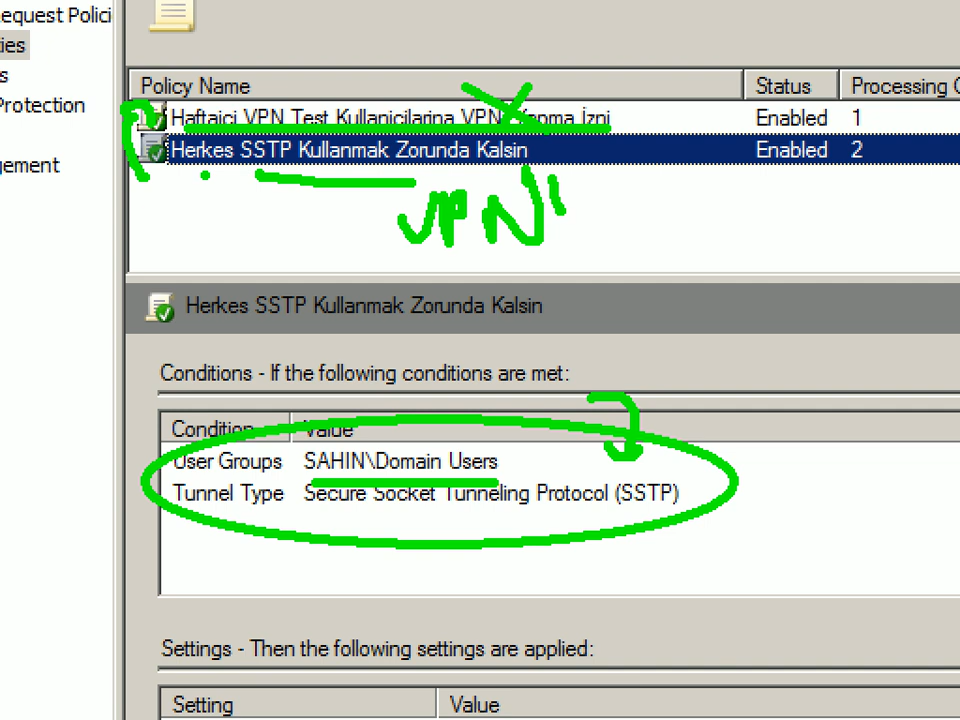 equest Polici
ies
s
Protection
gement
Policy Name Status Processing
Haftaici VPN Test Kullanicilarina VPN Yapma İzni Enabled 1
Herkes SSTP Kullanmak Zorunda Kalsin Enabled 2
VPN
Herkes SSTP Kullanmak Zorunda Kalsin
Conditions - If the following conditions are met:
Condition Value
User Groups SAHIN\Domain Users
Tunnel Type Secure Socket Tunneling Protocol (SSTP)
Settings - Then the following settings are applied:
Setting Value